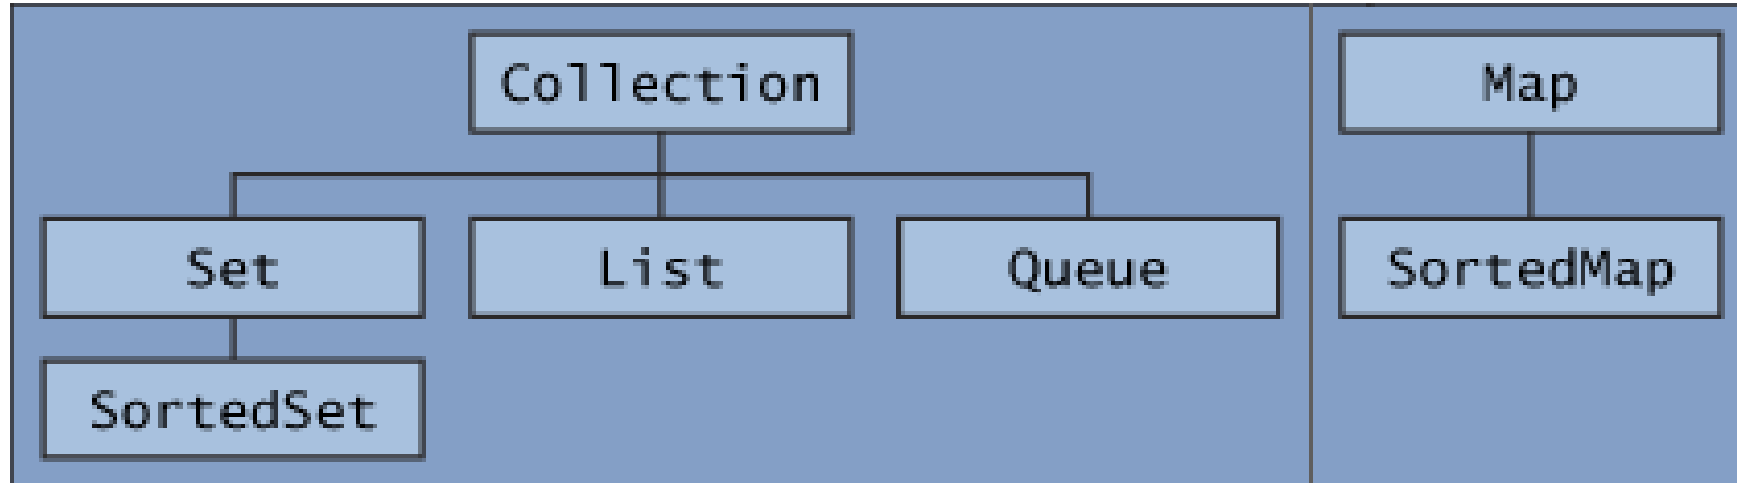 Collection
Map
Set
List
Queue
SortedMap
SortedSet